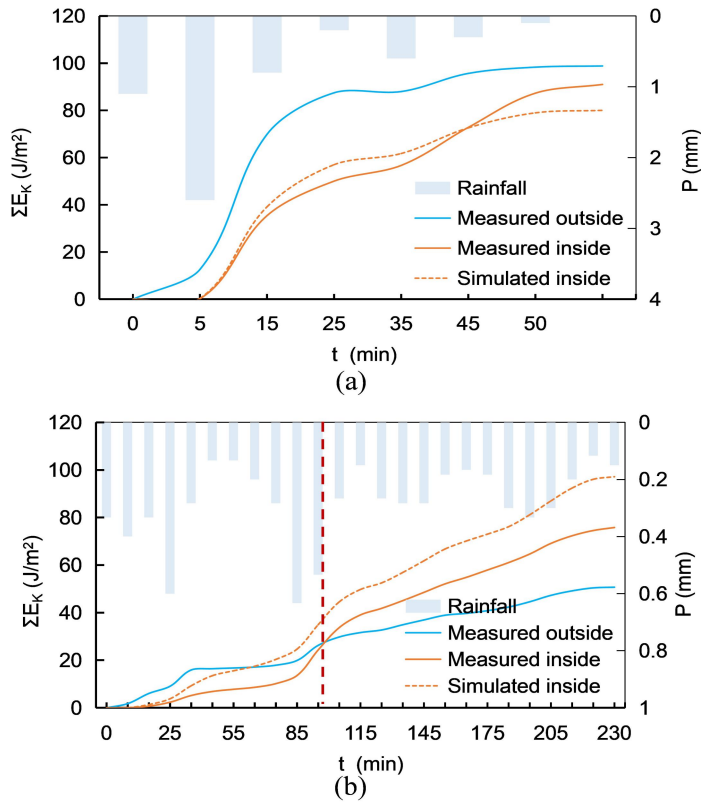 120
100
80
60
40
20
0
ΣE_K (J/m²)
0
1
2
3
4
P (mm)
Rainfall
Measured outside
Measured inside
Simulated inside
0 5 15 25 35 45 50
t (min)
(a)
120
100
80
60
40
20
0
ΣE_K (J/m²)
0
0.2
0.4
0.6
0.8
1
P (mm)
Rainfall
Measured outside
Measured inside
Simulated inside
0 25 55 85 115 145 175 205 230
t (min)
(b)